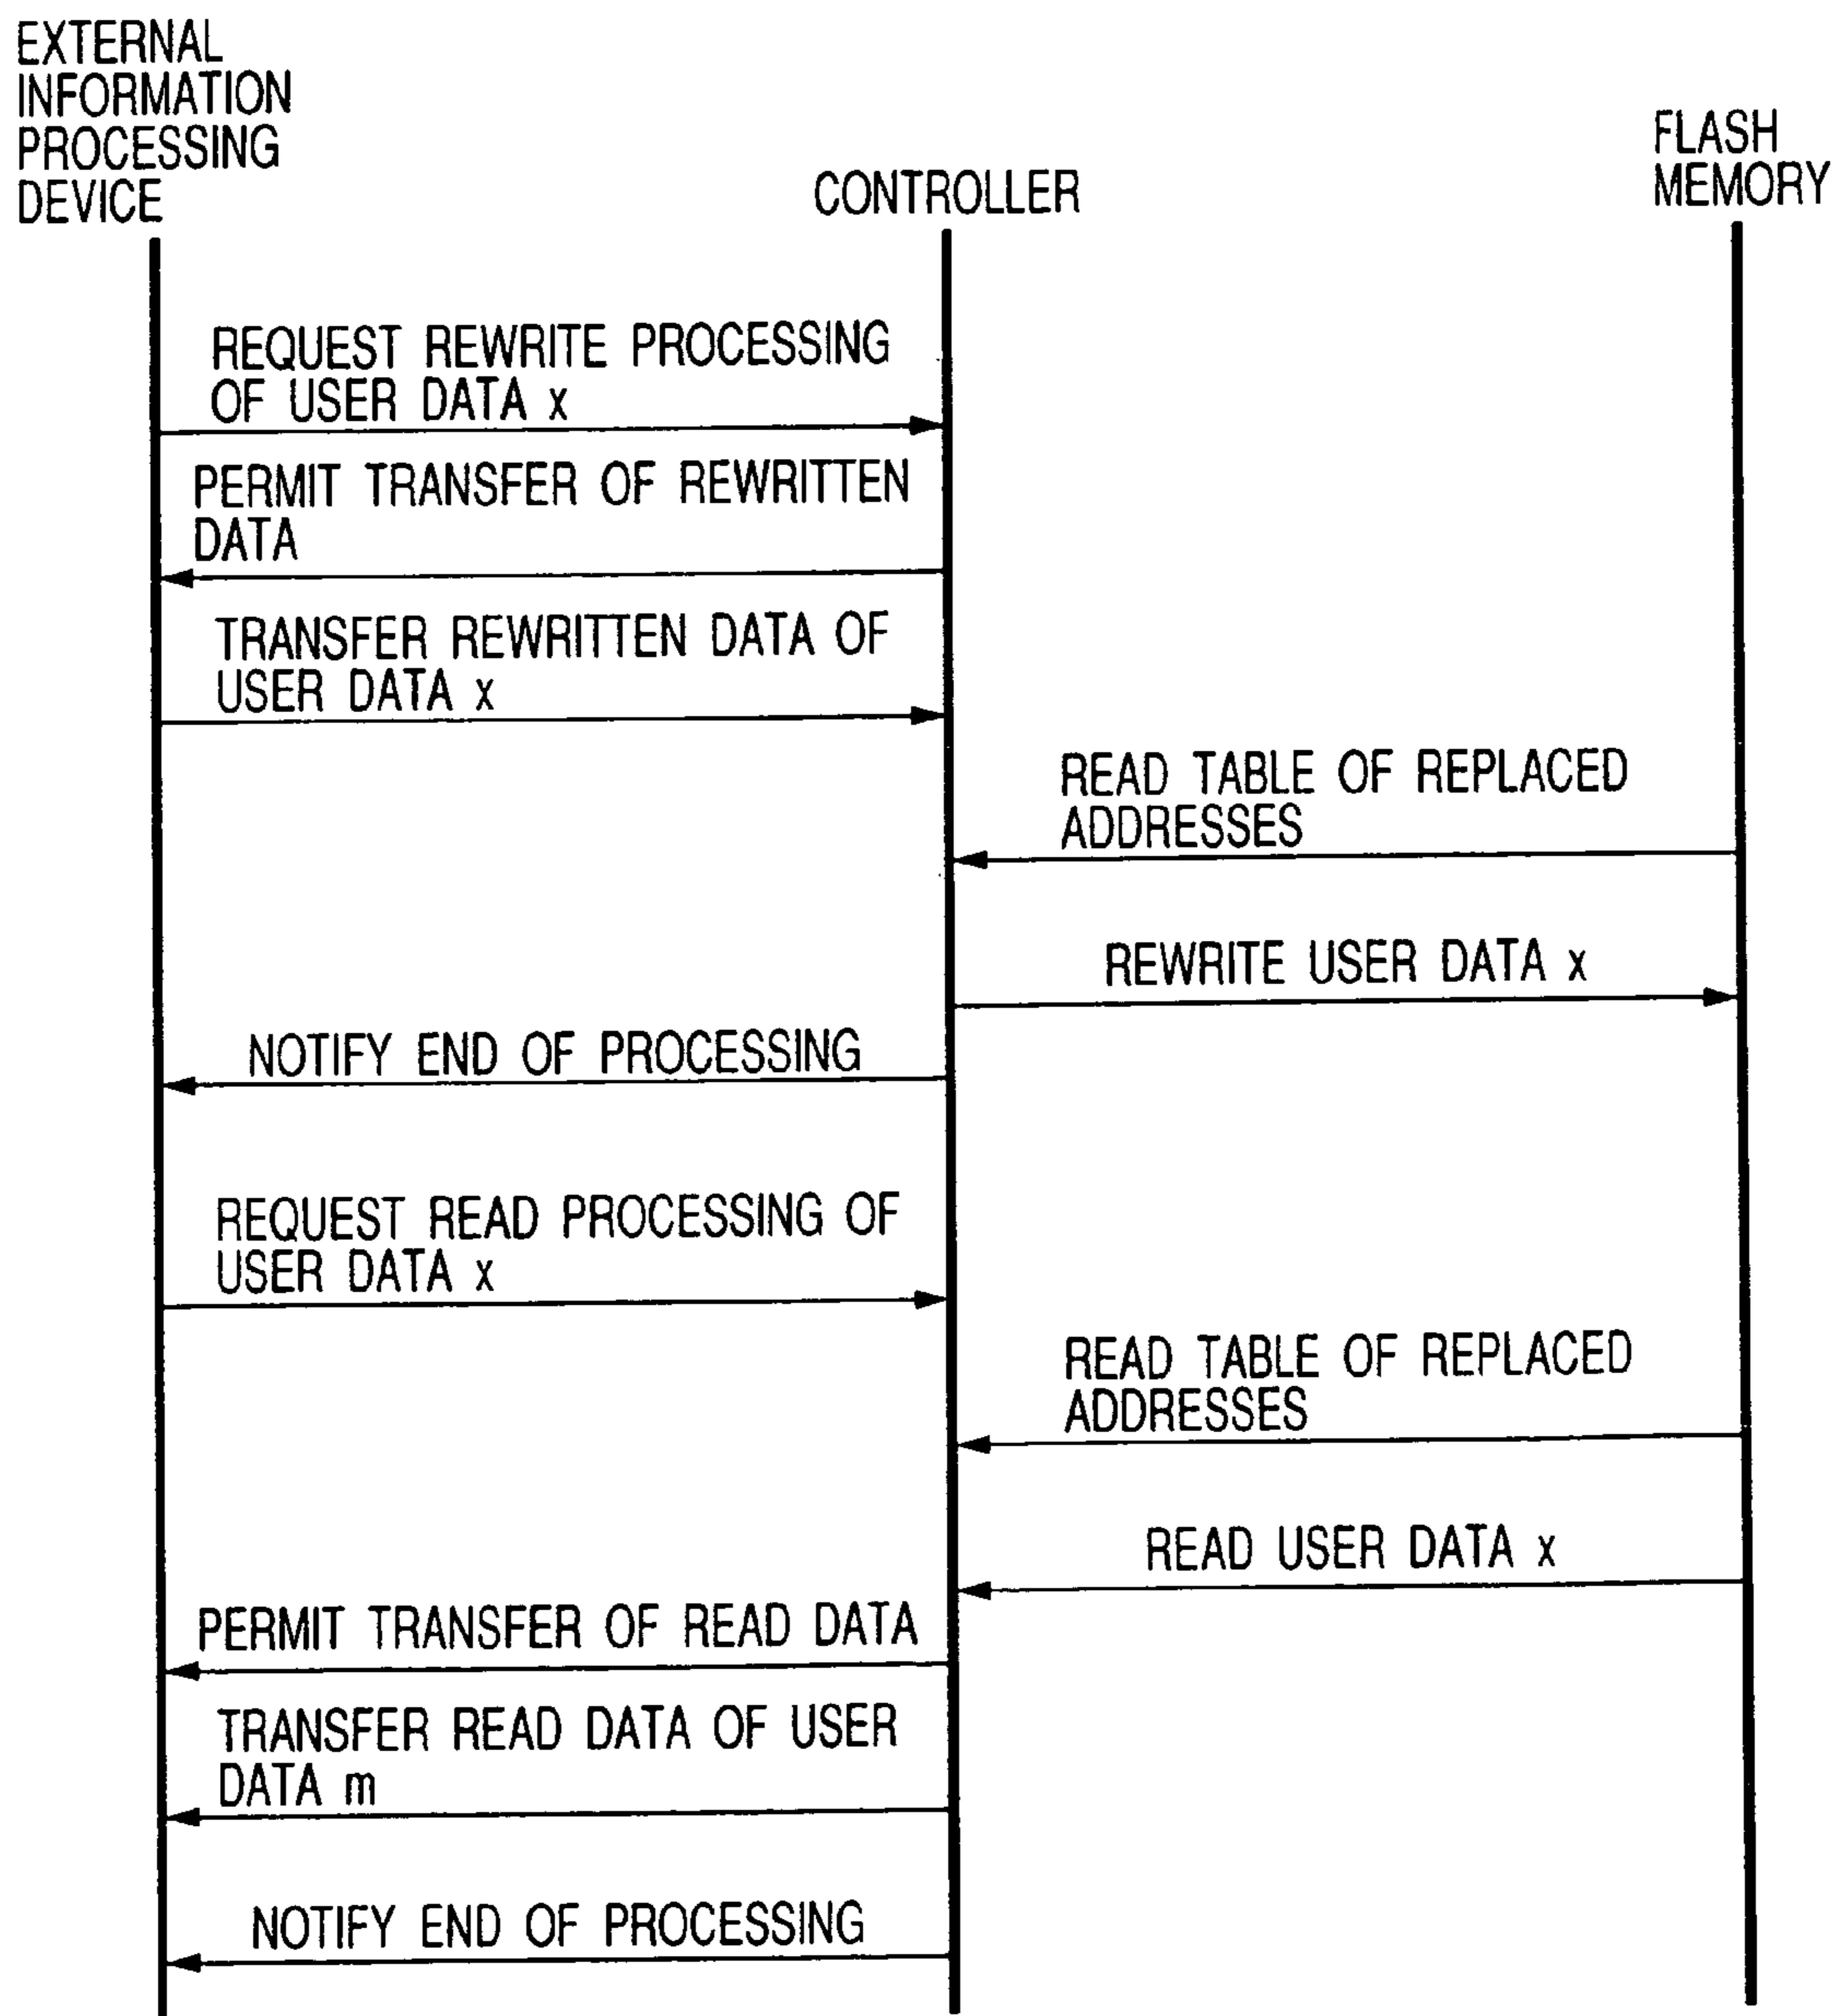 EXTERNAL
INFORMATION
PROCESSING
DEVICE
CONTROLLER
FLASH
MEMORY
REQUEST REWRITE PROCESSING
OF USER DATA x
PERMIT TRANSFER OF REWRITTEN
DATA
TRANSFER REWRITTEN DATA OF
USER DATA x
READ TABLE OF REPLACED
ADDRESSES
REWRITE USER DATA x
NOTIFY END OF PROCESSING
REQUEST READ PROCESSING OF
USER DATA x
READ TABLE OF REPLACED
ADDRESSES
READ USER DATA x
PERMIT TRANSFER OF READ DATA
TRANSFER READ DATA OF USER
DATA m
NOTIFY END OF PROCESSING